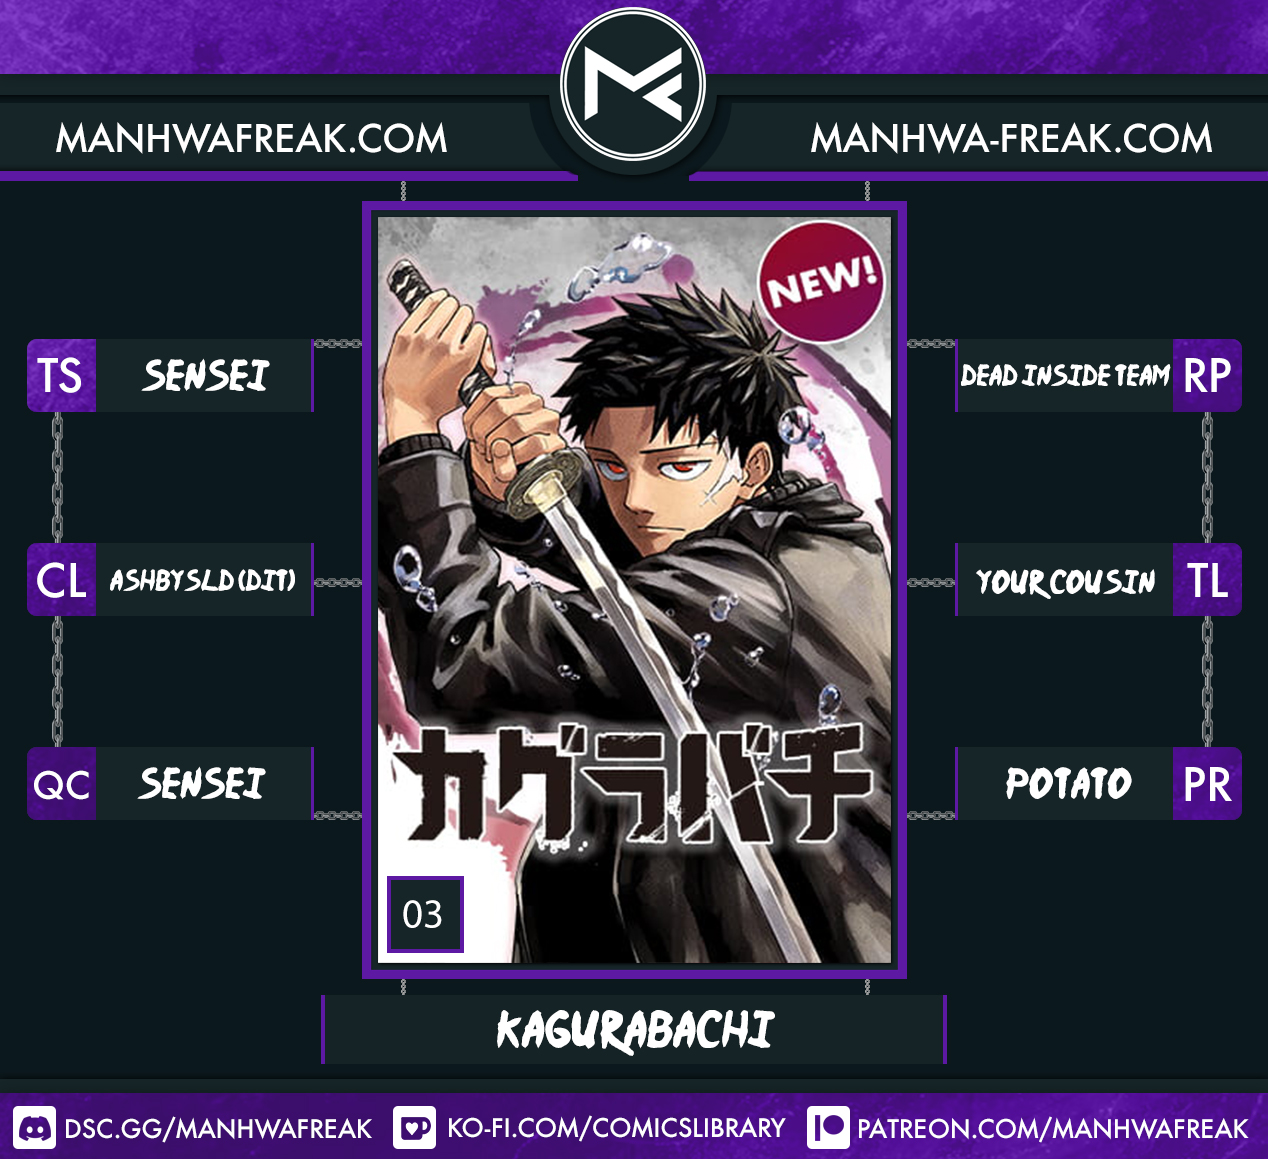 MANHWAFREAK.COM
MANHWA-FREAK.COM
NEW!
TS SENSEI
DEAD INSIDE TEAM RP
CL ASHBYSLD (DIT)
YOUR COUSIN TL
QC SENSEI
POTATO PR
カグラバチ
03
KAGURABACHI
DSC.GG/MANHWAFREAK
KO-FI.COM/COMICSLIBRARY
PATREON.COM/MANHWAFREAK